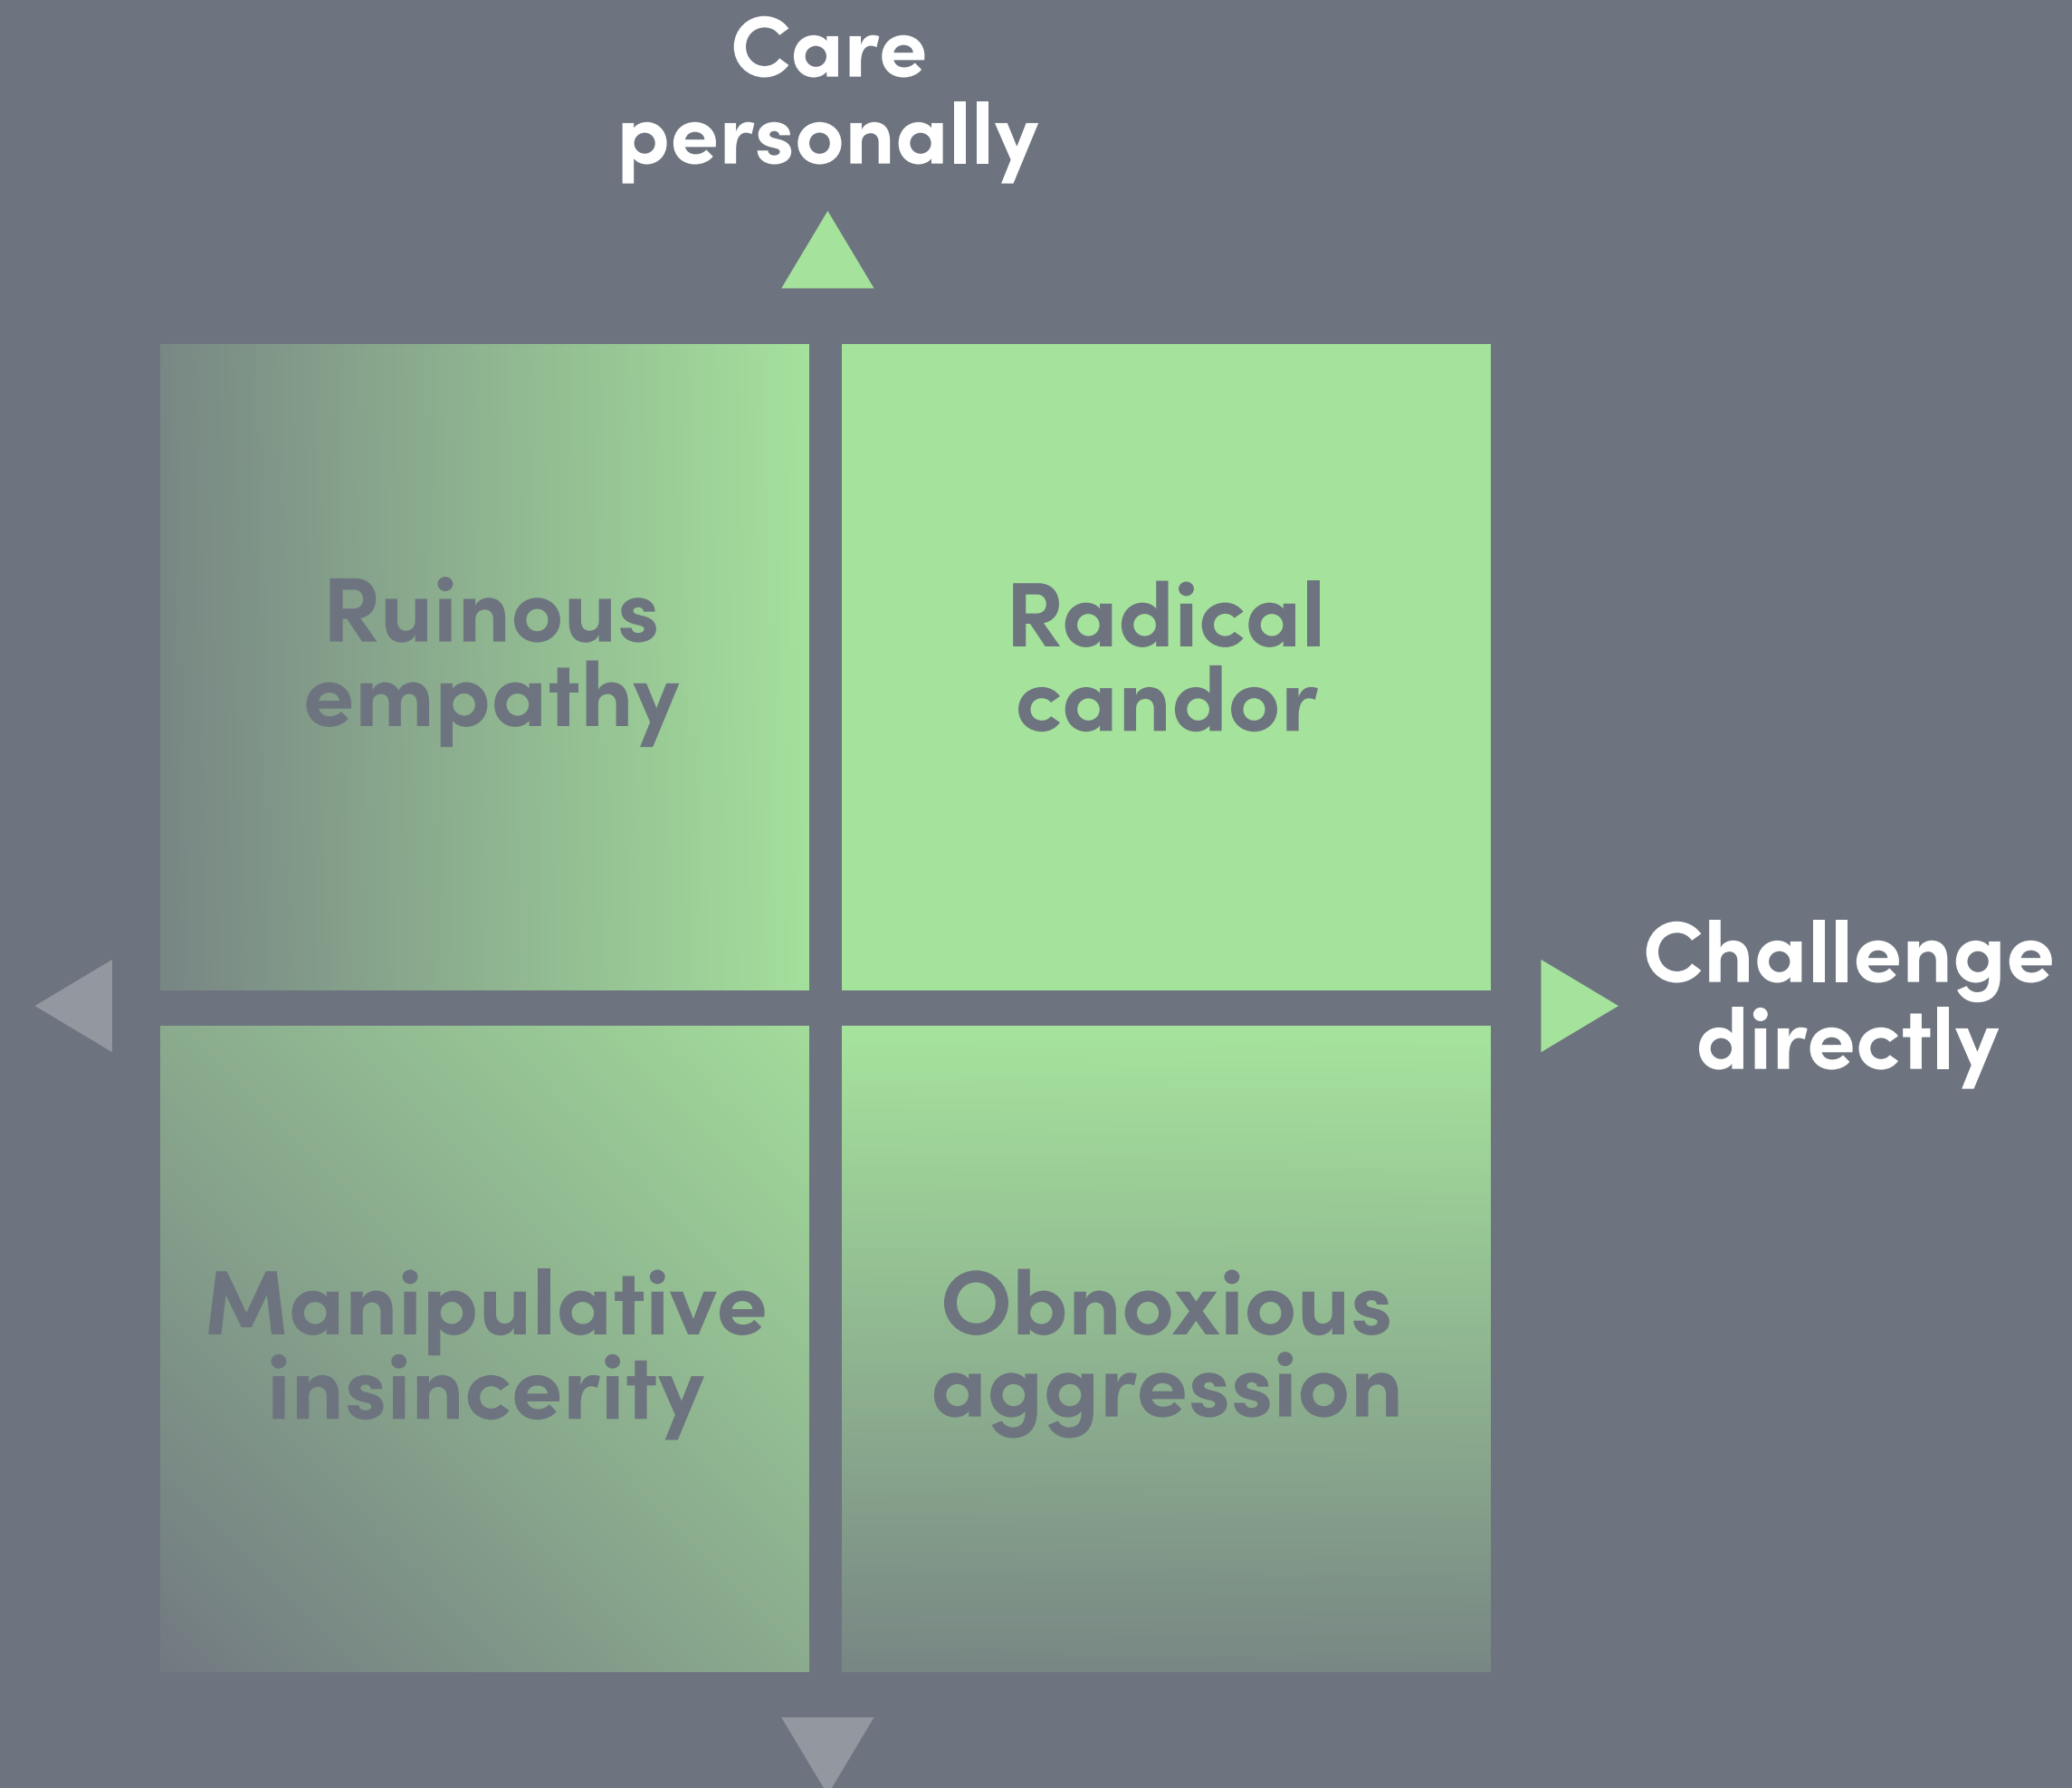 Care
personally
Ruinous
empathy
Radical
candor
Challenge
directly
Manipulative
insincerity
Obnoxious
aggression